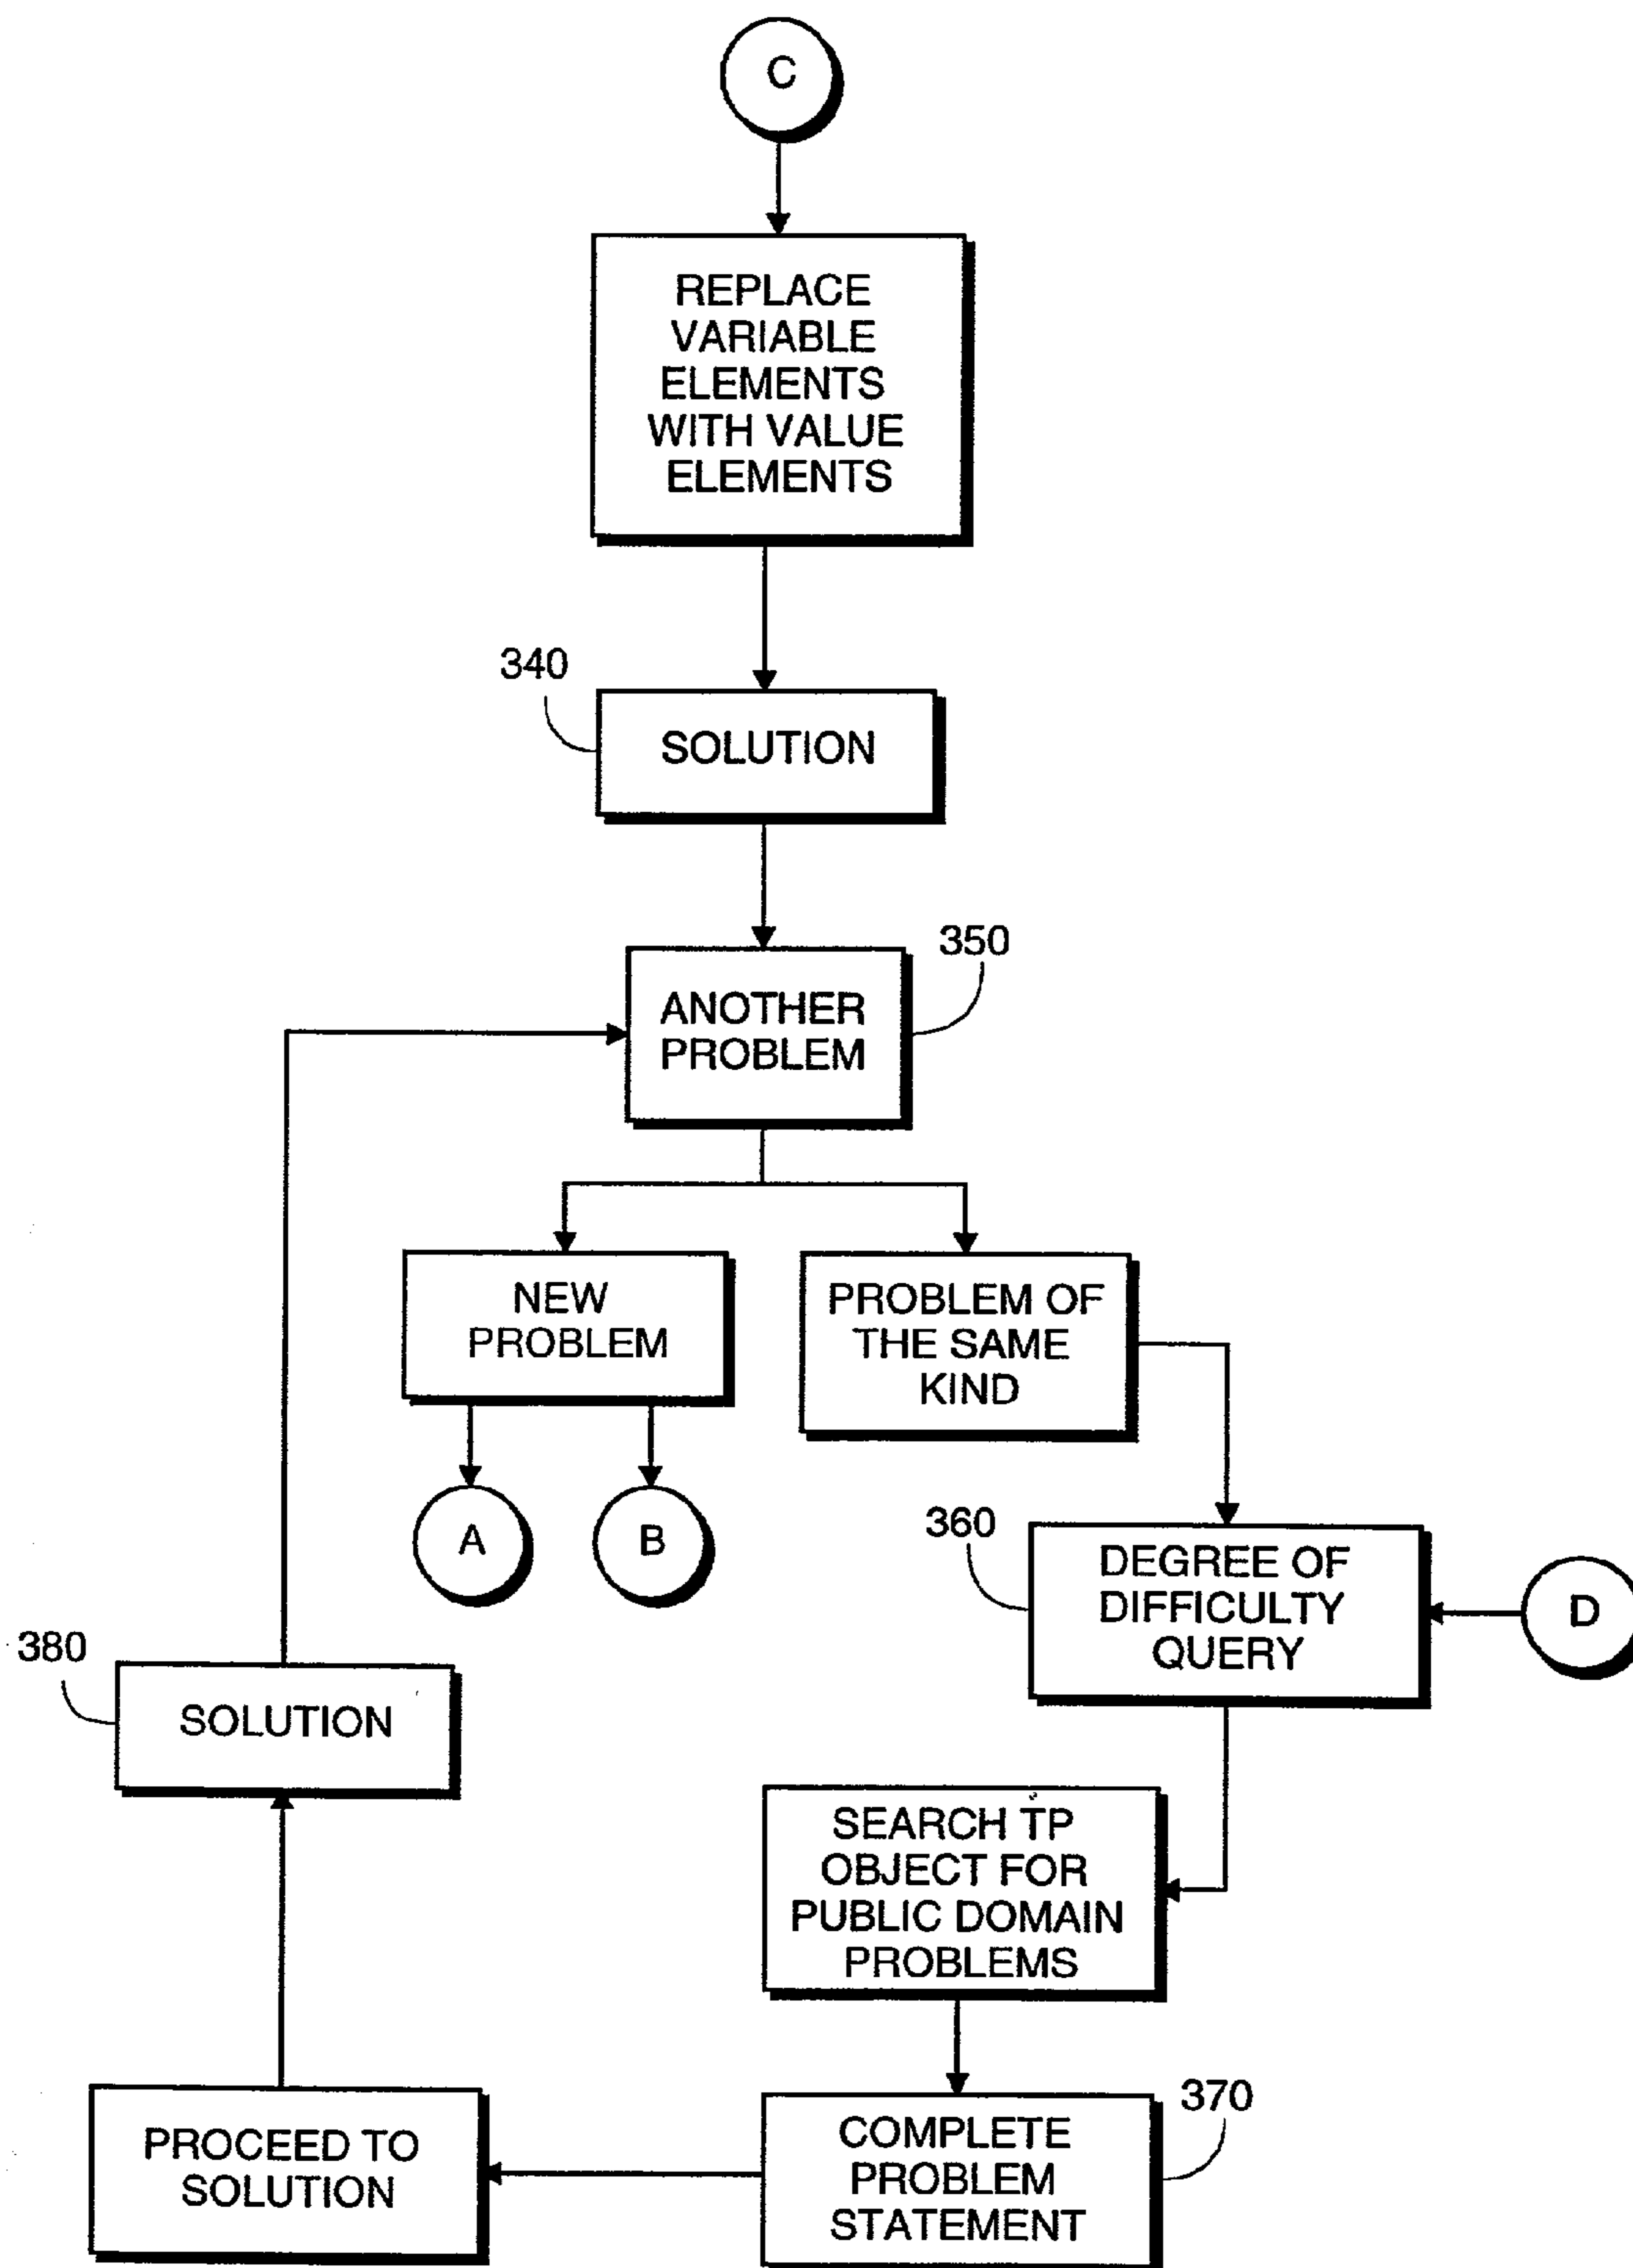 C
REPLACE
VARIABLE
ELEMENTS
WITH VALUE
ELEMENTS
340
SOLUTION
350
ANOTHER
PROBLEM
NEW
PROBLEM
PROBLEM OF
THE SAME
KIND
A
B
360
DEGREE OF
DIFFICULTY
QUERY
D
380
SOLUTION
SEARCH TP
OBJECT FOR
PUBLIC DOMAIN
PROBLEMS
370
COMPLETE
PROBLEM
STATEMENT
PROCEED TO
SOLUTION